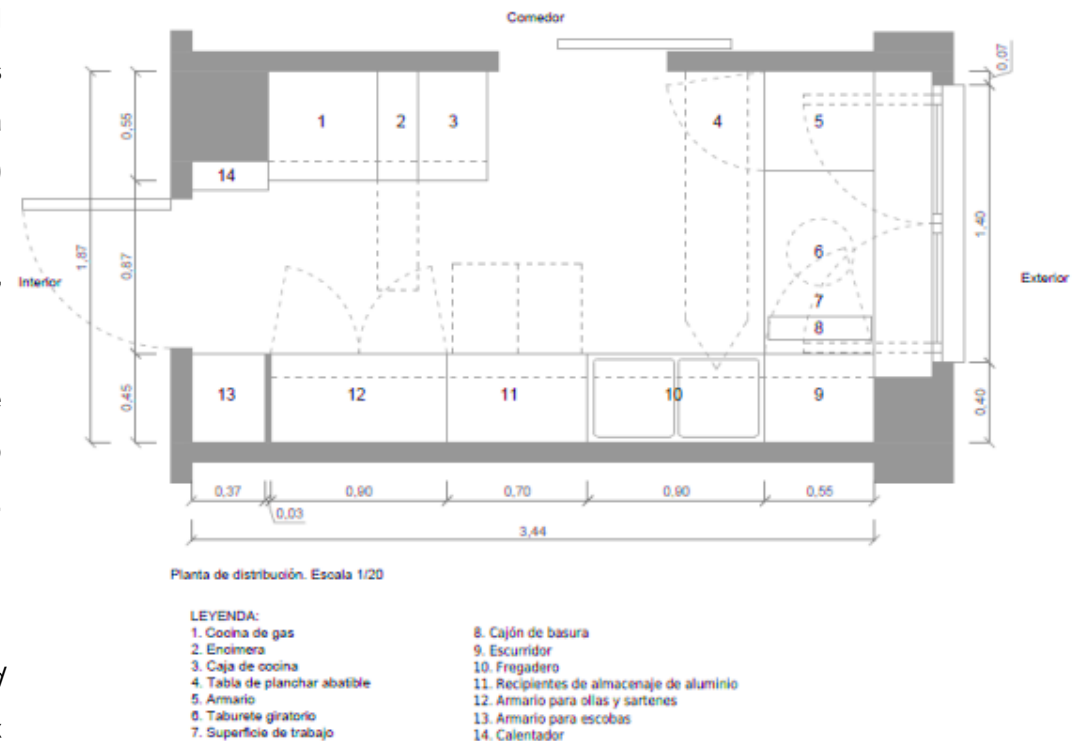 Comedor
0,07
0,55
1
2
3
4
5
14
1,87
0,67
Interior
6
1,40
Exterior
7
8
0,45
13
12
11
10
9
0,40
0,37
0,90
0,70
0,90
0,55
0,03
3,44
Planta de distribución. Escala 1/20
LEYENDA:
1. Cocina de gas
2. Encimera
3. Caja de cocina
4. Tabla de planchar abatible
5. Armario
6. Taburete giratorio
7. Superficie de trabajo
8. Cajón de basura
9. Escurridor
10. Fregadero
11. Recipientes de almacenaje de aluminio
12. Armario para ollas y sartenes
13. Armario para escobas
14. Calentador